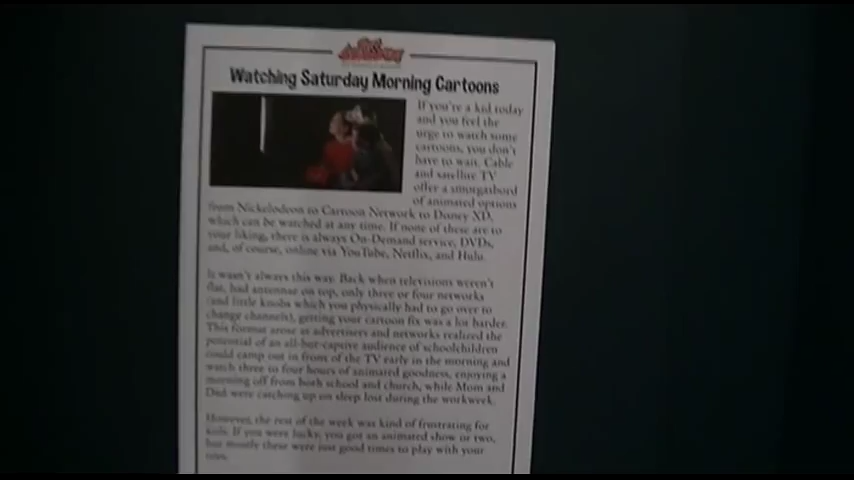 Watching Saturday Morning Cartoons
If you're a kid today
and you feel the
urge to watch some
cartoons, you don't
have to wait. Cable
and satellite TV
offer a smorgasbord
of animated options
from Nickelodeon to Cartoon Network to Disney XD,
which can be watched at any time. If none of these are to
your liking, there is always On-Demand service, DVDs,
and, of course, online via YouTube, Netflix, and Hulu.
It wasn't always this way. Back when televisions weren't
flat, had antennae on top, only three or four networks
(and little knobs which you physically had to go over to
change channels), getting your cartoon fix was a lot harder.
This format arose as advertisers and networks realized the
potential of an all-but-captive audience of schoolchildren
could camp out in front of the TV early in the morning and
watch three to four hours of animated goodness, enjoying a
morning off from both school and church, while Mom and
Dad were catching up on sleep lost during the workweek.
However, the rest of the week was kind of frustrating for
kids. If you were lucky, you got an animated show or two,
but mostly these were just good times to play with your